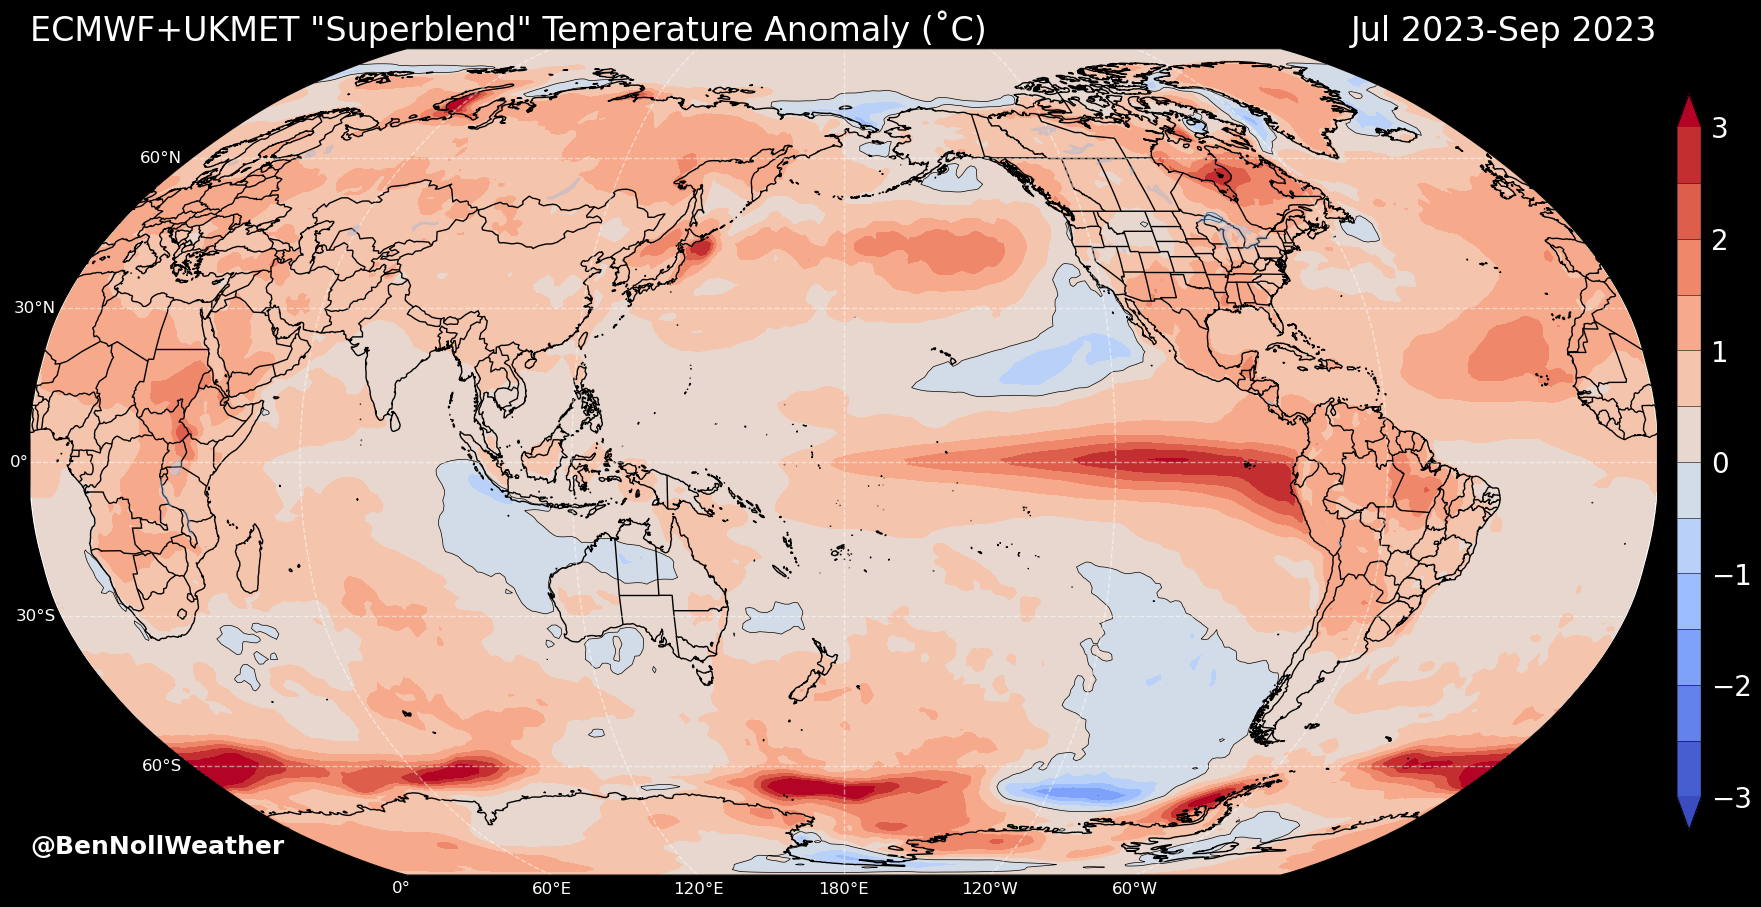 ECMWF+UKMET "Superblend" Temperature Anomaly (˚C)
Jul 2023-Sep 2023
60°N
30°N
0°
30°S
60°S
3
2
1
0
−1
−2
−3
@BenNollWeather
0°
60°E
120°E
180°E
120°W
60°W